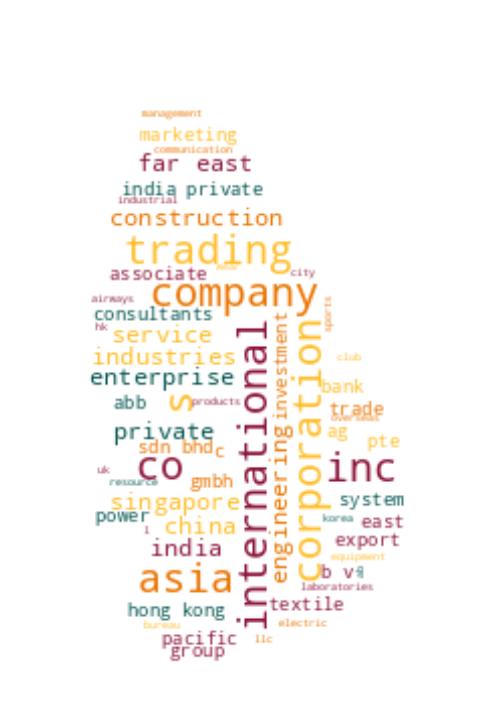 management
marketing
communication
far east
india private
industrial
construction
trading
associate
city
company
airways
sports
consultants
hk
service
international
investment
corporation
industries
club
enterprise
bank
abb
s
products
trade
overseas
private
ag
pte
sdn bhd
c
engineering
co
inc
uk
resource
gmbh
singapore
system
power
china
korea
east
l
india
export
equipment
asia
b v
laboratories
hong kong
textile
bureau
electric
pacific
llc
group